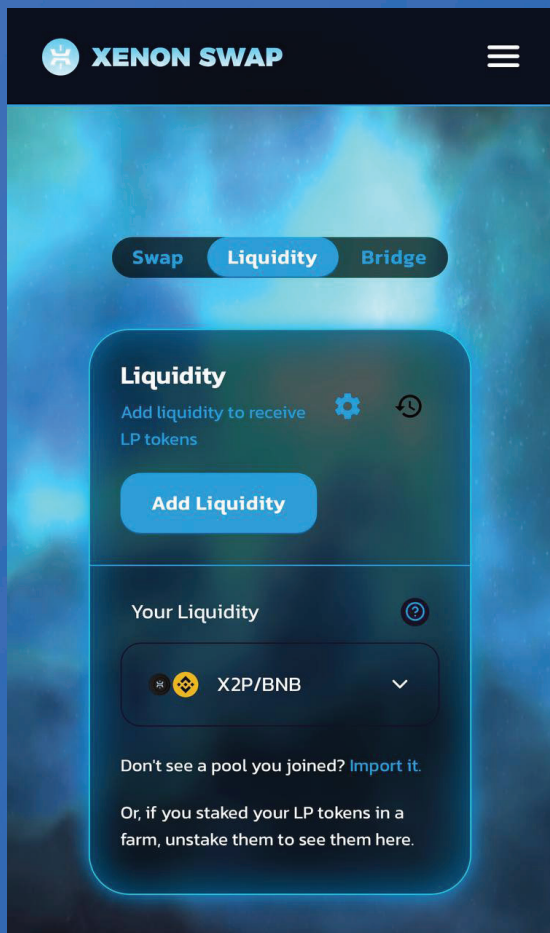 XENON SWAP
Swap Liquidity Bridge
Liquidity
Add liquidity to receive
LP tokens
Add Liquidity
Your Liquidity
?
X2P/BNB
Don't see a pool you joined? Import it.
Or, if you staked your LP tokens in a
farm, unstake them to see them here.